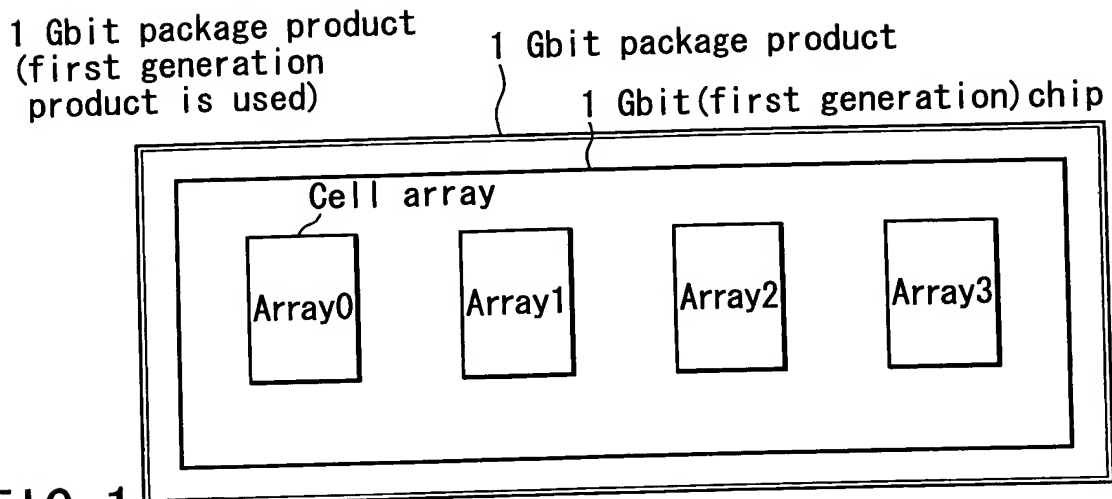 1 Gbit package product
(first generation
product is used)
1 Gbit package product
1 Gbit(first generation)chip
Cell array
Array0
Array1
Array2
Array3